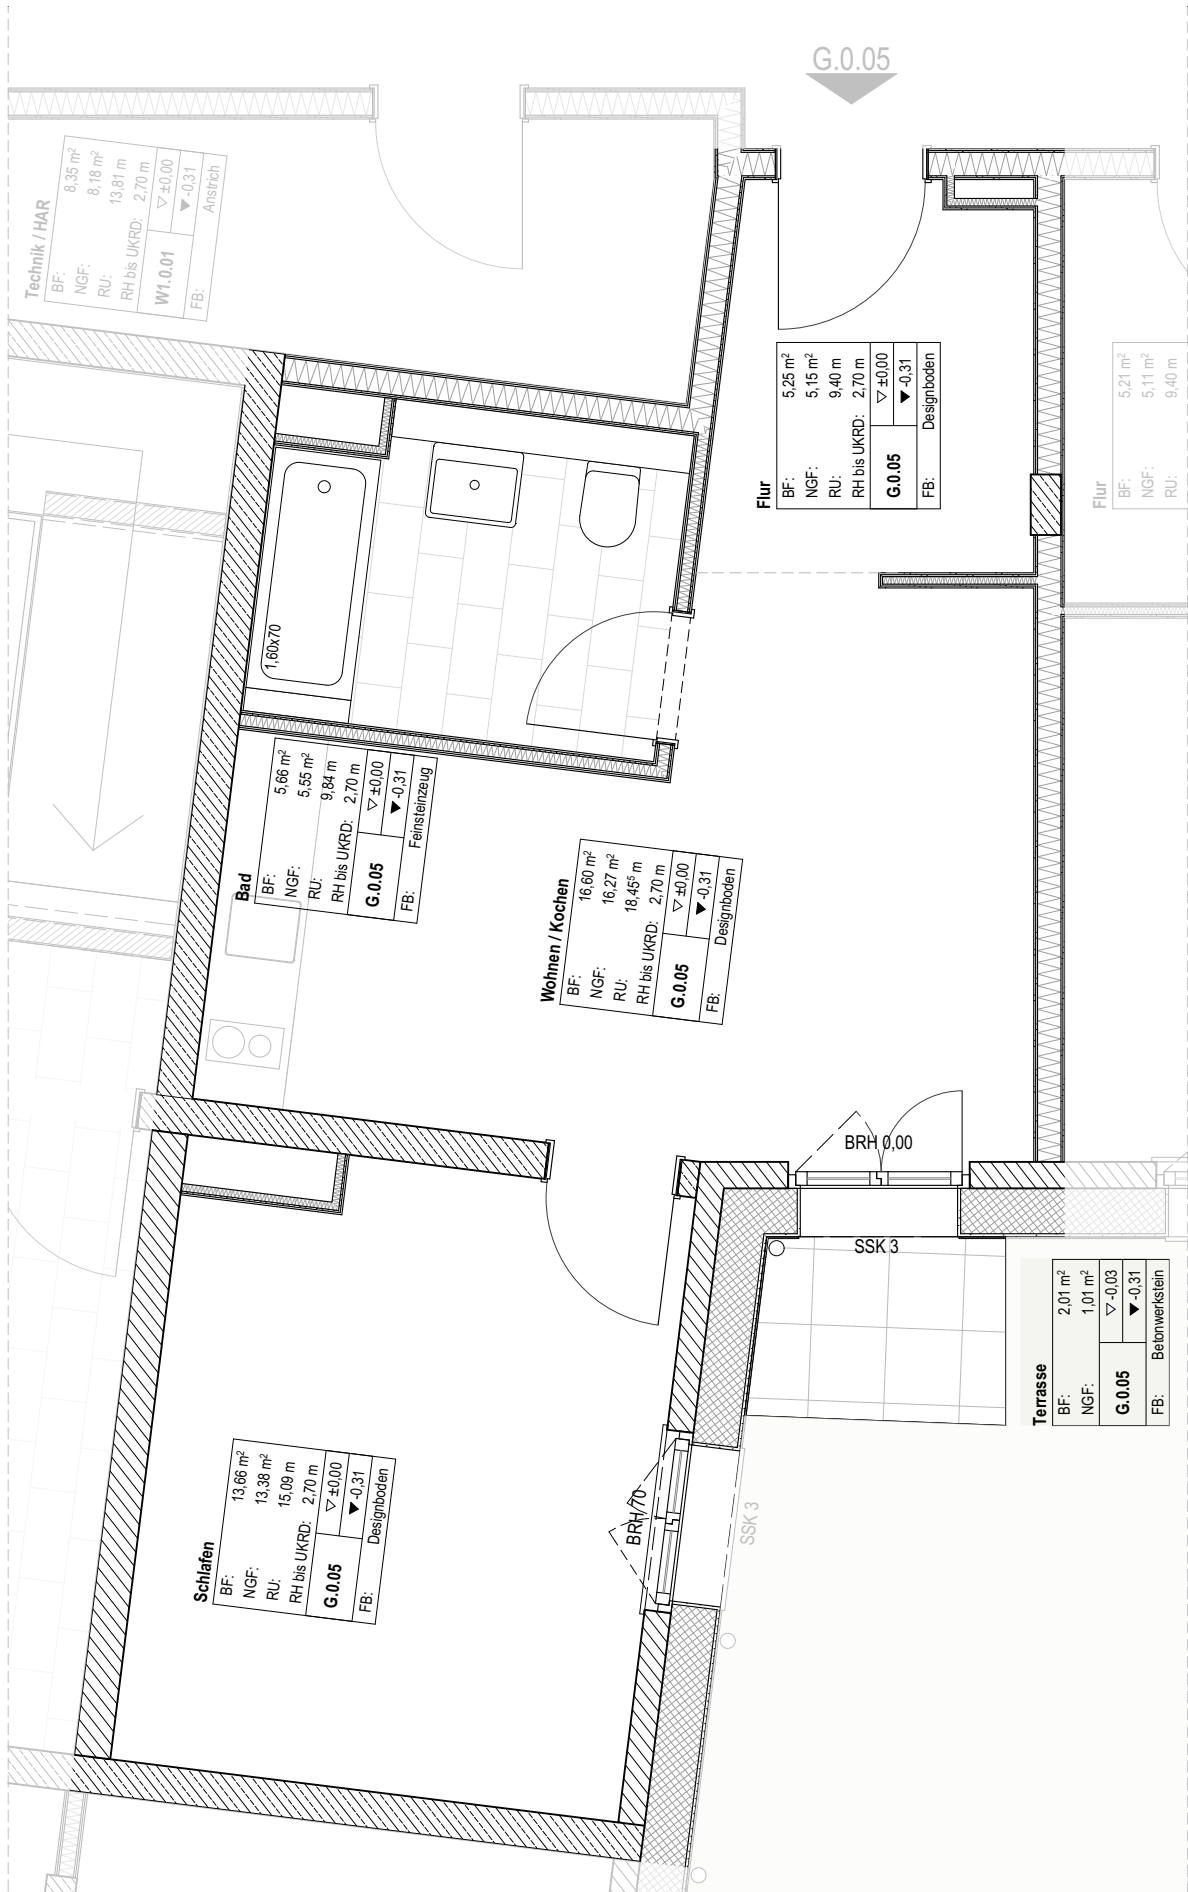 G.0.05
Technik / HAR
BF: 8,35 m²
NGF: 8,18 m²
RU: 13,81 m
RH bis UKRD: 2,70 m
W1.0.01 ▽ ±0,00
▼ -0,31
FB: Anstrich
Flur
BF: 5,25 m²
NGF: 5,15 m²
RU: 9,40 m
RH bis UKRD: 2,70 m
G.0.05 ▽ ±0,00
▼ -0,31
FB: Designboden
Flur
BF: 5,21 m²
NGF: 5,11 m²
RU: 9,40 m
1,60x70
Bad
BF: 5,66 m²
NGF: 5,55 m²
RU: 9,84 m
RH bis UKRD: 2,70 m
G.0.05 ▽ ±0,00
▼ -0,31
FB: Feinsteinzeug
Wohnen / Kochen
BF: 16,60 m²
NGF: 16,27 m²
RU: 18,45⁵ m
RH bis UKRD: 2,70 m
G.0.05 ▽ ±0,00
▼ -0,31
FB: Designboden
BRH 0,00
SSK 3
Terrasse
BF: 2,01 m²
NGF: 1,01 m²
G.0.05 ▽ -0,03
▼ -0,31
FB: Betonwerkstein
Schlafen
BF: 13,66 m²
NGF: 13,38 m²
RU: 15,09 m
RH bis UKRD: 2,70 m
G.0.05 ▽ ±0,00
▼ -0,31
FB: Designboden
BRH 70
SSK 3